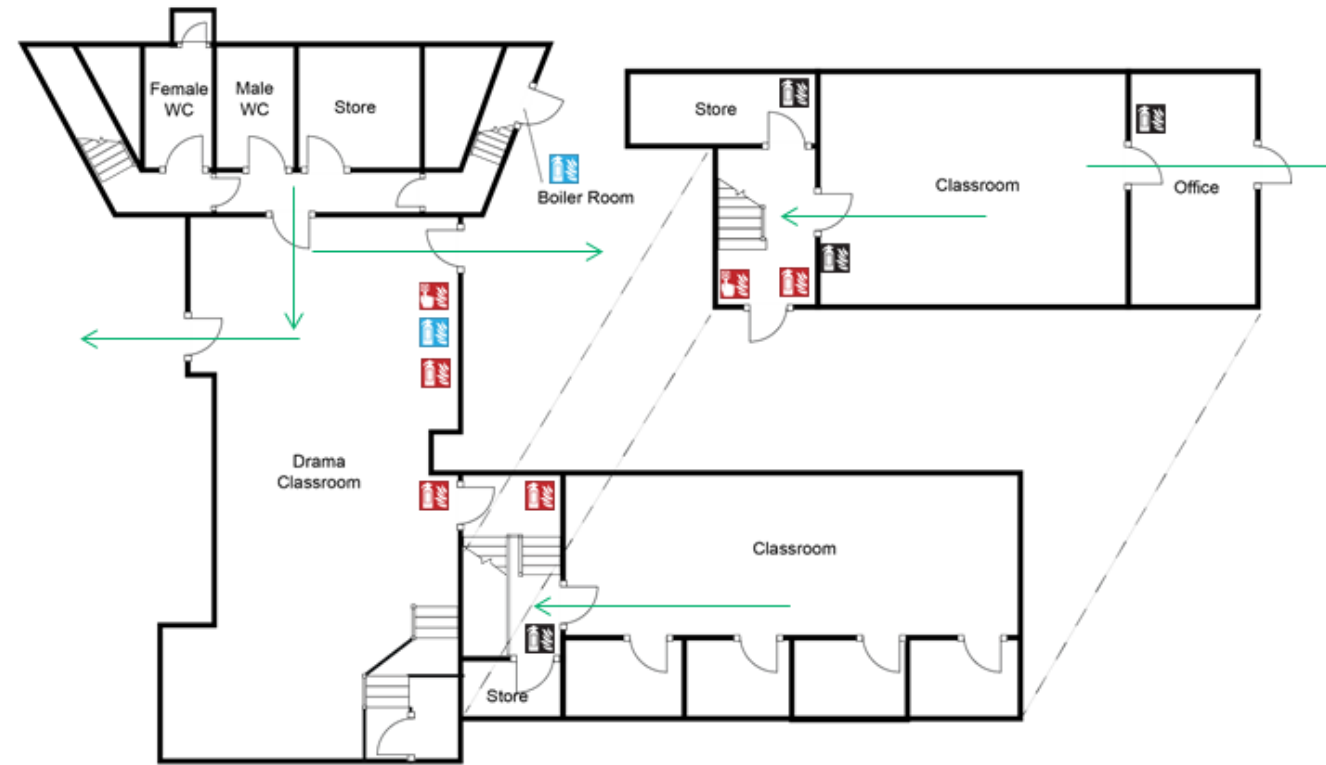 Female
WC
Male
WC
Store
Boiler Room
Store
Classroom
Office
Drama
Classroom
Classroom
Store